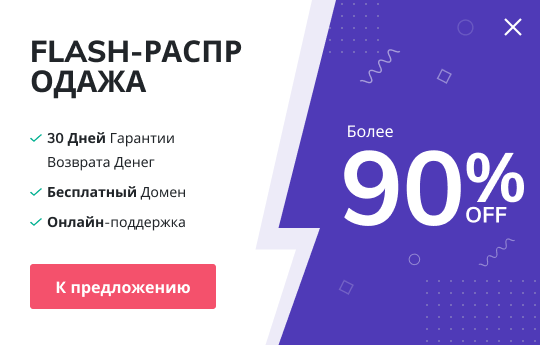 FLASH-РАСПР
ОДАЖА
30 Дней Гарантии
Возврата Денег
Бесплатный Домен
Онлайн-поддержка
К предложению
Более
90%
OFF